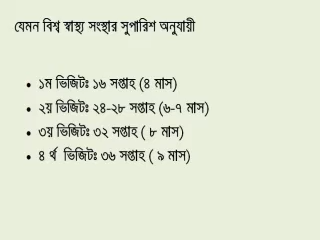 যেমন বিশ্ব স্বাস্থ্য সংস্থার সুপারিশ অনুযায়ী
• ১ম ভিজিটঃ ১৬ সপ্তাহ (৪ মাস)
• ২য় ভিজিটঃ ২৪-২৮ সপ্তাহ (৬-৭ মাস)
• ৩য় ভিজিটঃ ৩২ সপ্তাহ ( ৮ মাস)
• ৪ র্থ ভিজিটঃ ৩৬ সপ্তাহ ( ৯ মাস)